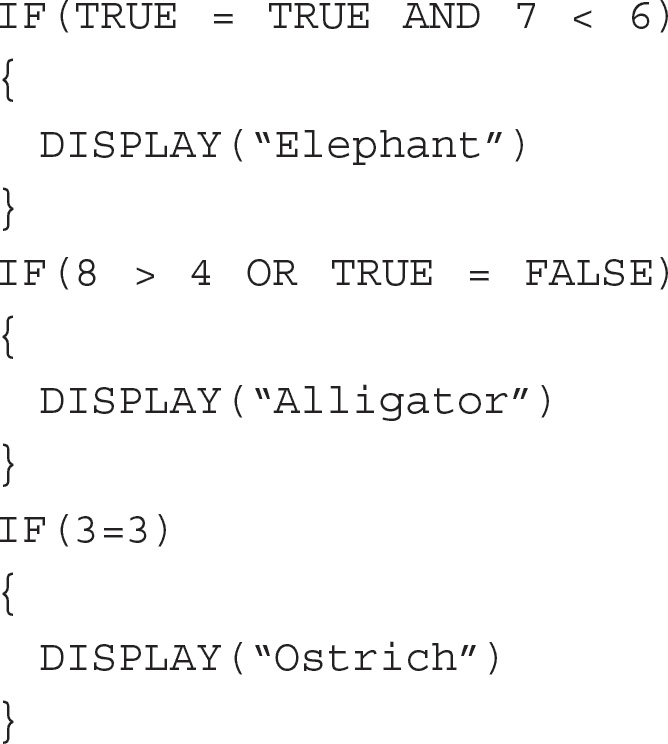 IF(TRUE = TRUE AND 7 < 6)
{
  DISPLAY(“Elephant”)
}
IF(8 > 4 OR TRUE = FALSE)
{
  DISPLAY(“Alligator”)
}
IF(3=3)
{
  DISPLAY(“Ostrich”)
}